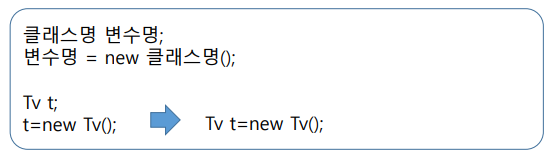 클래스명 변수명;
변수명 = new 클래스명();
Tv t;
t=new Tv();
Tv t=new Tv();